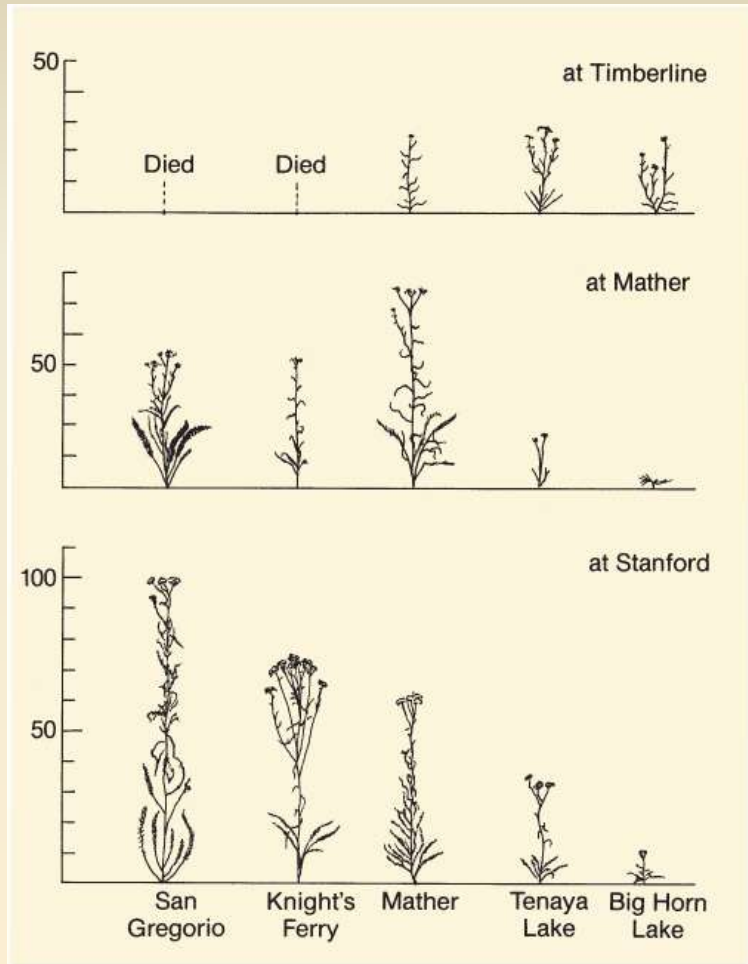 50
at Timberline
Died
Died
at Mather
50
at Stanford
100
50
San
Gregorio
Knight's
Ferry
Mather
Tenaya
Lake
Big Horn
Lake